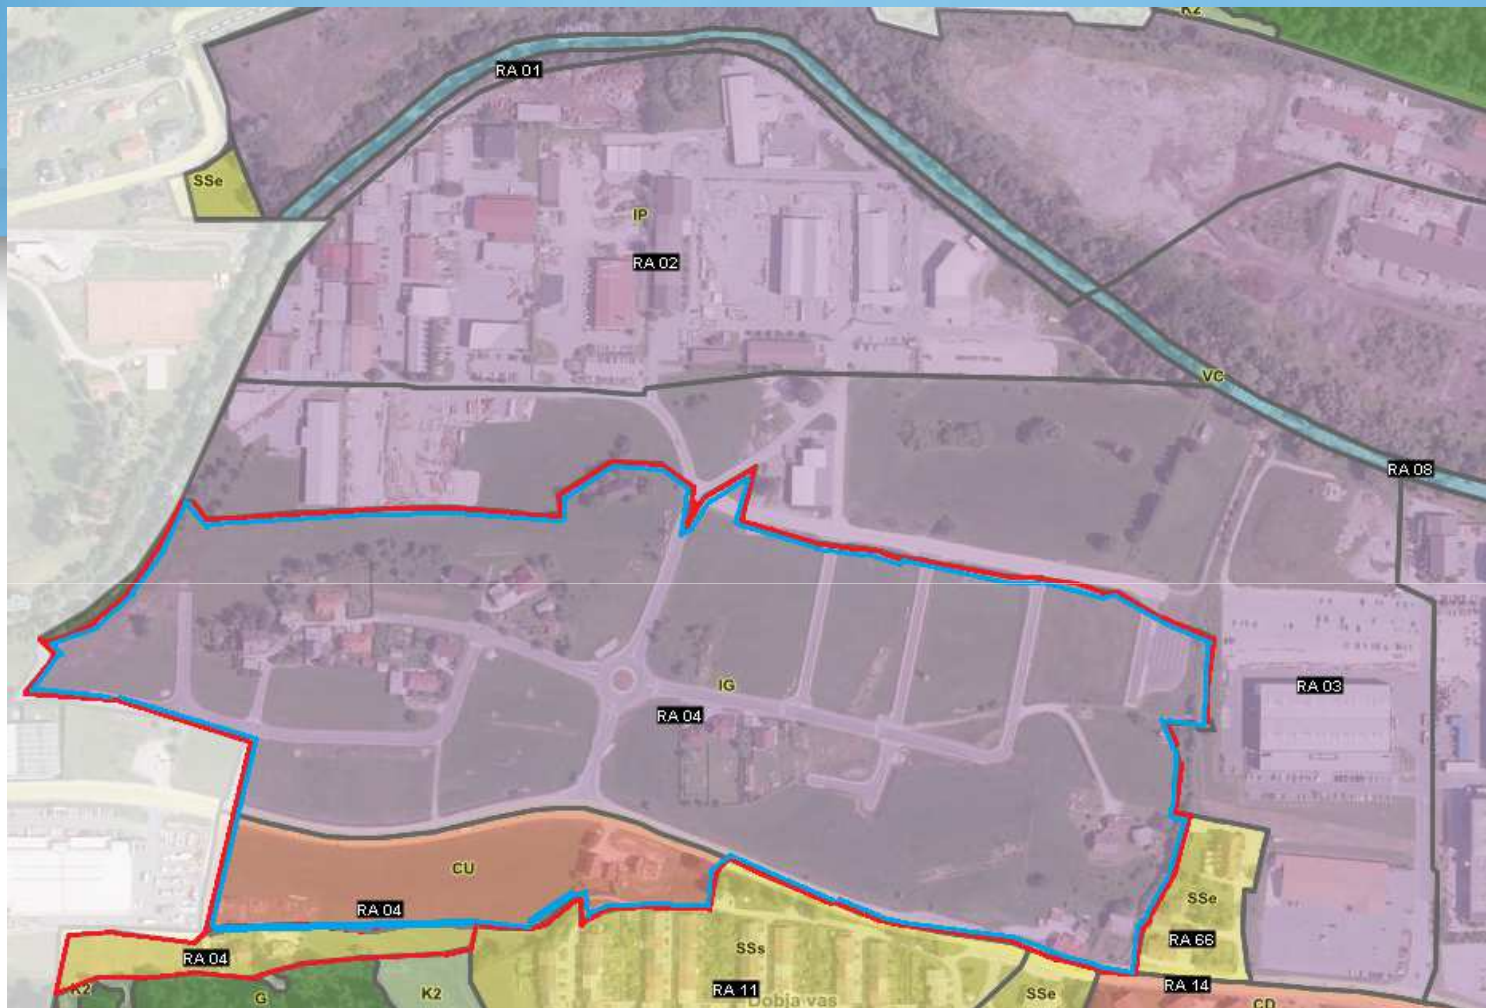 K2
RA 01
SSe
IP
RA 02
VC
RA 08
IG
RA 03
RA 04
CU
RA 04
SSe
RA 66
SSs
RA 04
RA 14
K2
G
K2
RA 11
Dobja vas
SSe
CD